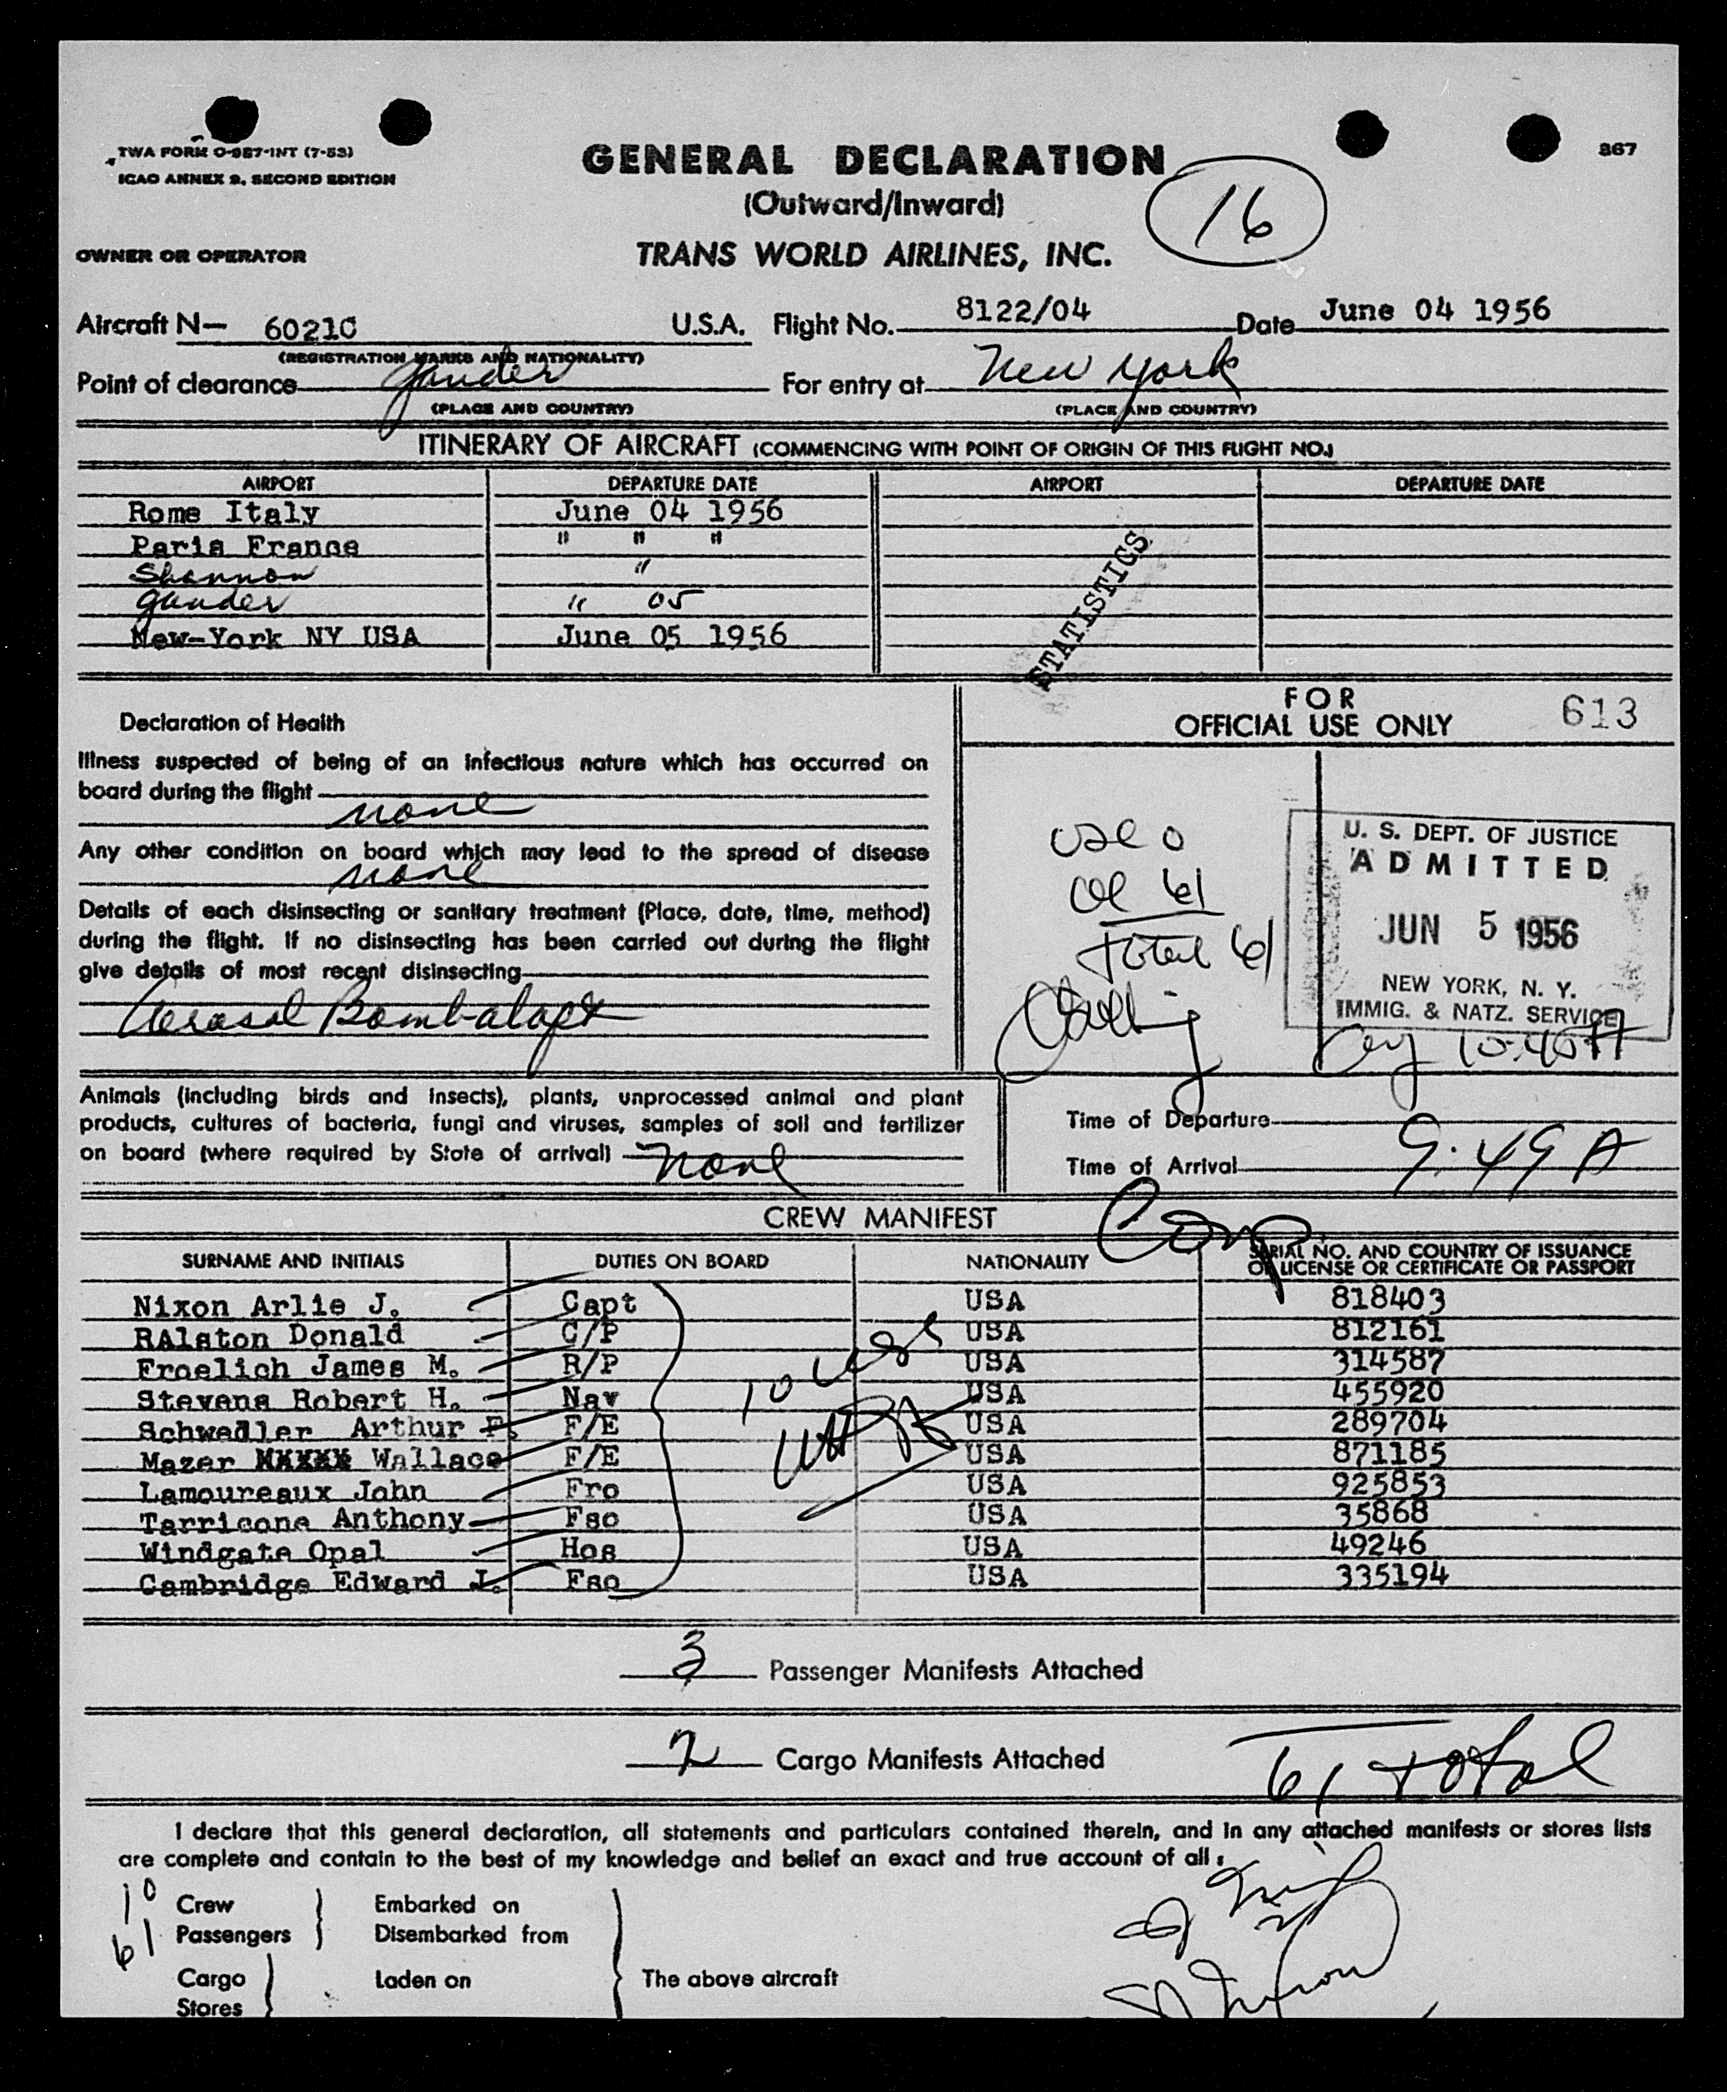 TWA FORM O-987-INT (7-53)
ICAO ANNEX 9, SECOND EDITION
867
GENERAL DECLARATION
(Outward/Inward)
16
OWNER OR OPERATOR
TRANS WORLD AIRLINES, INC.
Aircraft N— 60210 U.S.A. Flight No. 8122/04 Date June 04 1956
(REGISTRATION MARKS AND NATIONALITY)
Point of clearance Gander For entry at New York
(PLACE AND COUNTRY) (PLACE AND COUNTRY)
ITINERARY OF AIRCRAFT (COMMENCING WITH POINT OF ORIGIN OF THIS FLIGHT NO.)
AIRPORT DEPARTURE DATE AIRPORT DEPARTURE DATE
Rome Italy June 04 1956
Paris France " " "
Shannon "
Gander " 05
New-York NY USA June 05 1956
STATISTICS
FOR
OFFICIAL USE ONLY
613
Declaration of Health
Illness suspected of being of an infectious nature which has occurred on
board during the flight
none
Any other condition on board which may lead to the spread of disease
none
Details of each disinsecting or sanitary treatment (Place, date, time, method)
during the flight. If no disinsecting has been carried out during the flight
give details of most recent disinsecting
Aerosol Bomb
0
61
Total 61
U. S. DEPT. OF JUSTICE
ADMITTED
JUN 5 1956
NEW YORK, N. Y.
IMMIG. & NATZ. SERVICE
Animals (including birds and insects), plants, unprocessed animal and plant
products, cultures of bacteria, fungi and viruses, samples of soil and fertilizer
on board (where required by State of arrival) none
Time of Departure
Time of Arrival 9:49 A
CREW MANIFEST
SURNAME AND INITIALS DUTIES ON BOARD NATIONALITY SERIAL NO. AND COUNTRY OF ISSUANCE
OF LICENSE OR CERTIFICATE OR PASSPORT
Nixon Arlie J. Capt USA 818403
RAlston Donald C/P USA 812161
Froelich James M. R/P USA 314587
Stevens Robert H. Nav USA 455920
Schwedler Arthur F. F/E USA 289704
Mazer Wallace F/E USA 871185
Lamoureaux John Fro USA 925853
Tarricone Anthony Fso USA 35868
Windgate Opal Hos USA 49246
Cambridge Edward J. Fso USA 335194
3 Passenger Manifests Attached
2 Cargo Manifests Attached
61 total
I declare that this general declaration, all statements and particulars contained therein, and in any attached manifests or stores lists
are complete and contain to the best of my knowledge and belief an exact and true account of all:
10 Crew Embarked on
61 Passengers Disembarked from
Cargo Laden on The above aircraft
Stores